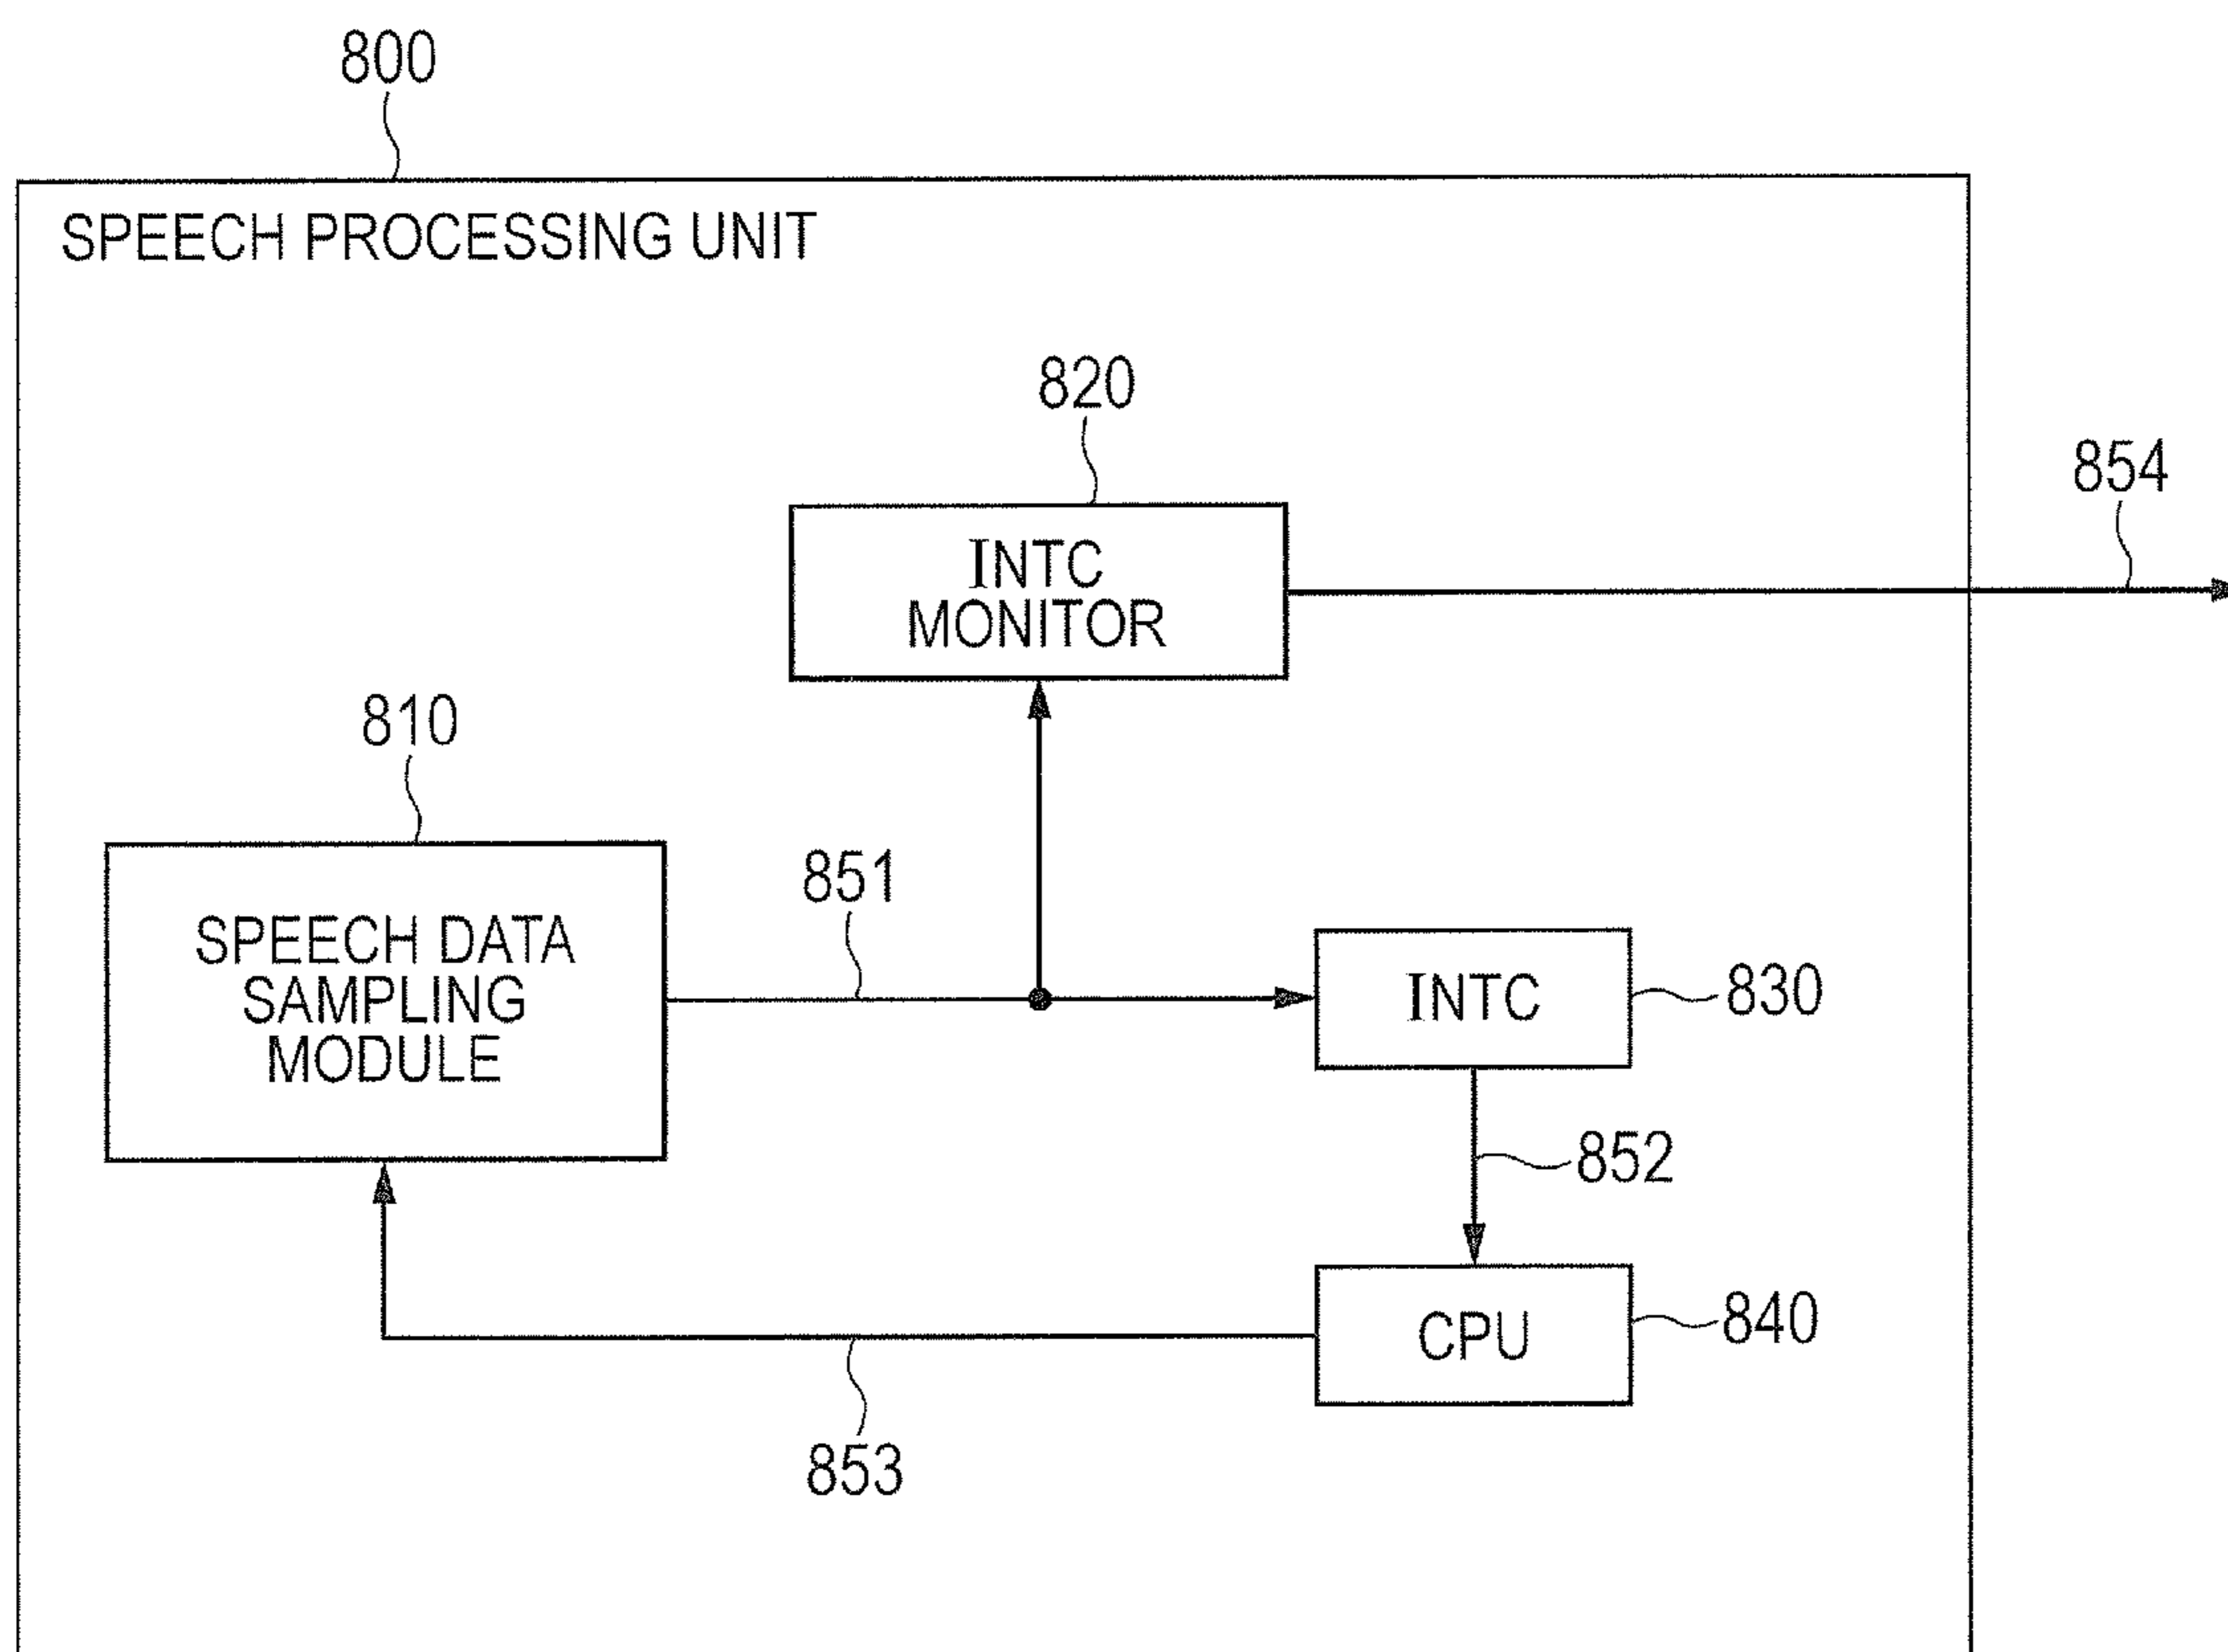 800
SPEECH PROCESSING UNIT
820
854
INTC
MONITOR
810
851
SPEECH DATA
SAMPLING
MODULE
INTC
830
852
CPU
840
853